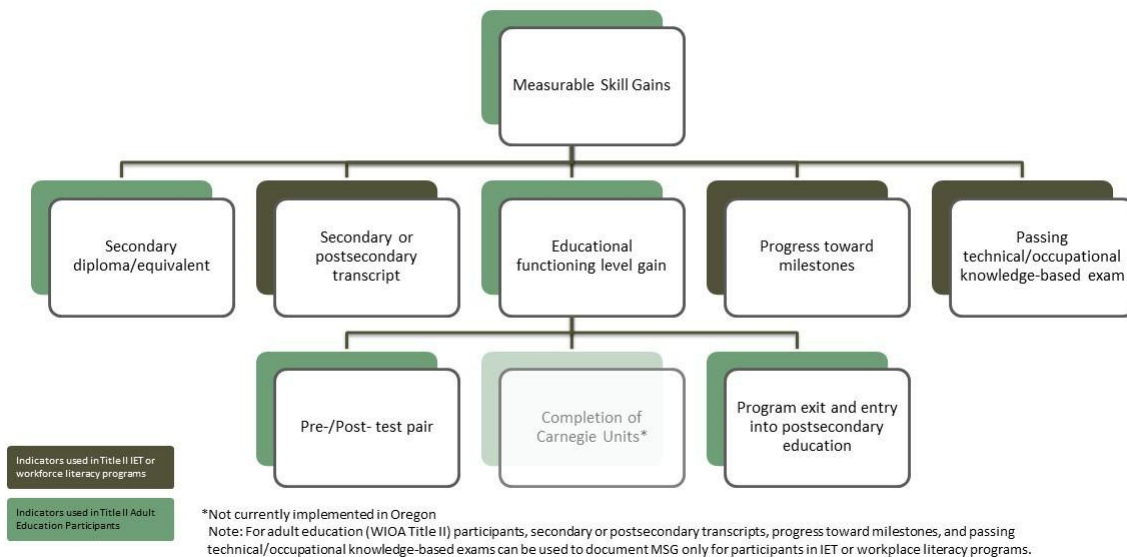 Measurable Skill Gains
Secondary
diploma/equivalent
Secondary or
postsecondary
transcript
Educational
functioning level gain
Progress toward
milestones
Passing
technical/occupational
knowledge-based exam
Pre-/Post- test pair
Completion of
Carnegie Units*
Program exit and entry
into postsecondary
education
Indicators used in Title II IET or
workforce literacy programs
Indicators used in Title II Adult
Education Participants
*Not currently implemented in Oregon
Note: For adult education (WIOA Title II) participants, secondary or postsecondary transcripts, progress toward milestones, and passing
technical/occupational knowledge-based exams can be used to document MSG only for participants in IET or workplace literacy programs.